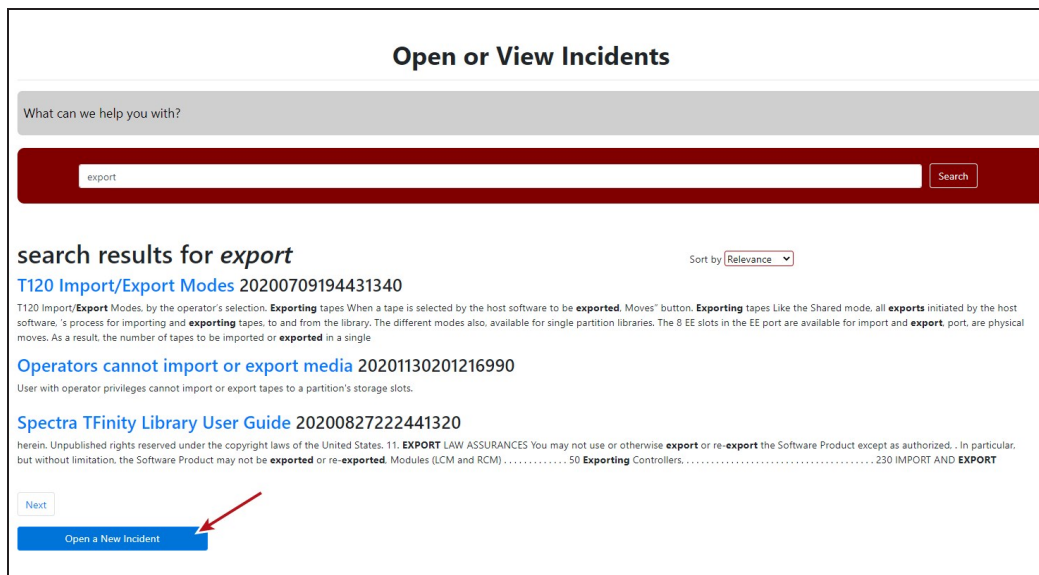 Open or View Incidents
What can we help you with?
export
Search
search results for export
Sort by Relevance
T120 Import/Export Modes 20200709194431340
T120 Import/Export Modes, by the operator's selection. Exporting tapes When a tape is selected by the host software to be exported, Moves" button. Exporting tapes Like the Shared mode, all exports initiated by the host
software, 's process for importing and exporting tapes, to and from the library. The different modes also, available for single partition libraries. The 8 EE slots in the EE port are available for import and export, port, are physical
moves. As a result, the number of tapes to be imported or exported in a single
Operators cannot import or export media 20201130201216990
User with operator privileges cannot import or export tapes to a partition's storage slots.
Spectra TFinity Library User Guide 20200827222441320
herein. Unpublished rights reserved under the copyright laws of the United States. 11. EXPORT LAW ASSURANCES You may not use or otherwise export or re-export the Software Product except as authorized, . In particular,
but without limitation, the Software Product may not be exported or re-exported, Modules (LCM and RCM) . . . . . . . . . . . . . 50 Exporting Controllers, . . . . . . . . . . . . . . . . . . . . . . . . . . . . . . . . . . . . . . 230 IMPORT AND EXPORT
Next
Open a New Incident